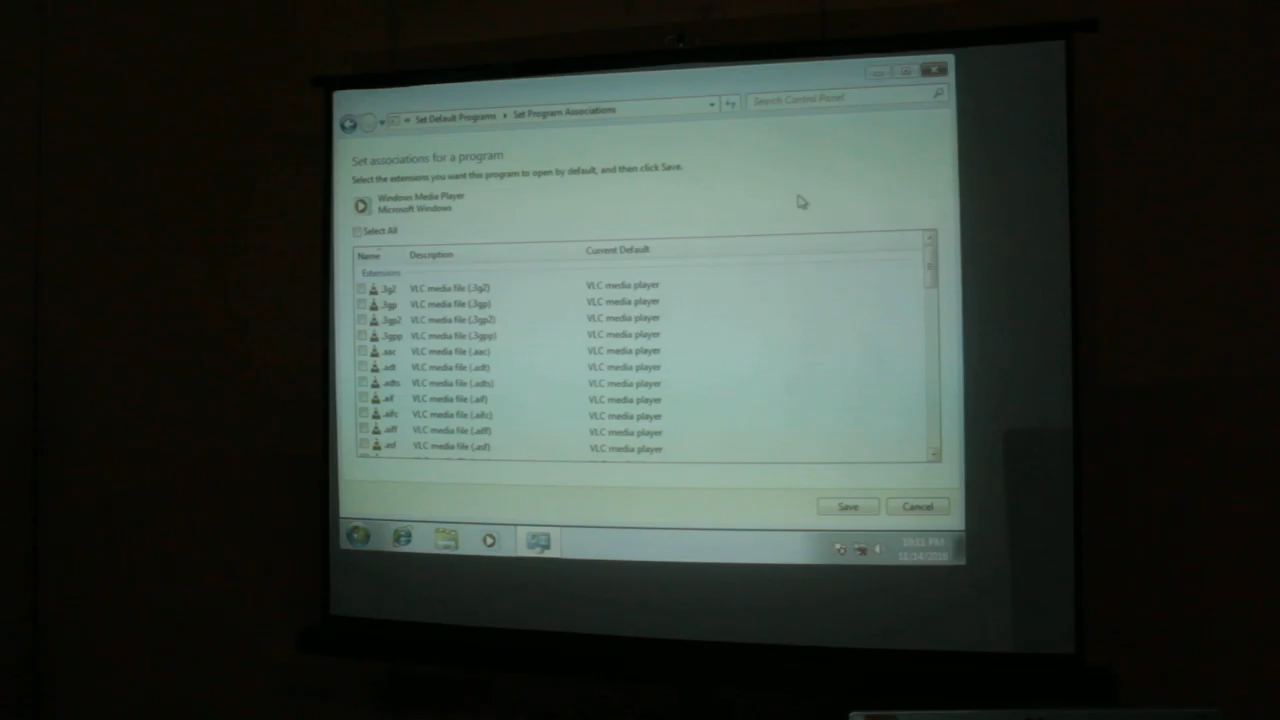 Set Default Programs Set Program Associations Search Control Panel
Set associations for a program
Select the extensions you want this program to open by default, and then click Save.
Windows Media Player
Microsoft Windows
Select All
Name Description Current Default
Extensions
.3g2 VLC media file (.3g2) VLC media player
.3gp VLC media file (.3gp) VLC media player
.3gp2 VLC media file (.3gp2) VLC media player
.3gpp VLC media file (.3gpp) VLC media player
.aac VLC media file (.aac) VLC media player
.adt VLC media file (.adt) VLC media player
.adts VLC media file (.adts) VLC media player
.aif VLC media file (.aif) VLC media player
.aifc VLC media file (.aifc) VLC media player
.aiff VLC media file (.aiff) VLC media player
.asf VLC media file (.asf) VLC media player
Save Cancel
PM
11/14/2016